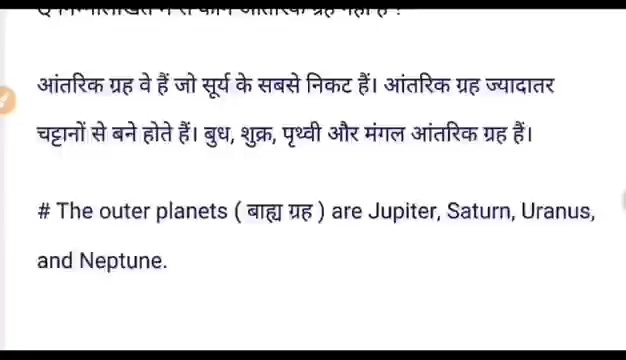 आंतरिक ग्रह वे हैं जो सूर्य के सबसे निकट हैं। आंतरिक ग्रह ज्यादातर
चट्टानों से बने होते हैं। बुध, शुक्र, पृथ्वी और मंगल आंतरिक ग्रह हैं।
# The outer planets ( बाह्य ग्रह ) are Jupiter, Saturn, Uranus,
and Neptune.